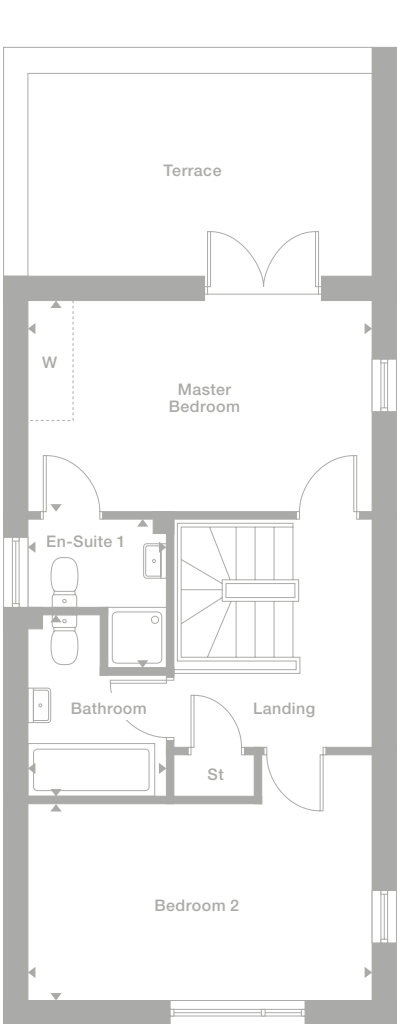 Terrace
W
Master
Bedroom
En-Suite 1
Bathroom
Landing
St
Bedroom 2